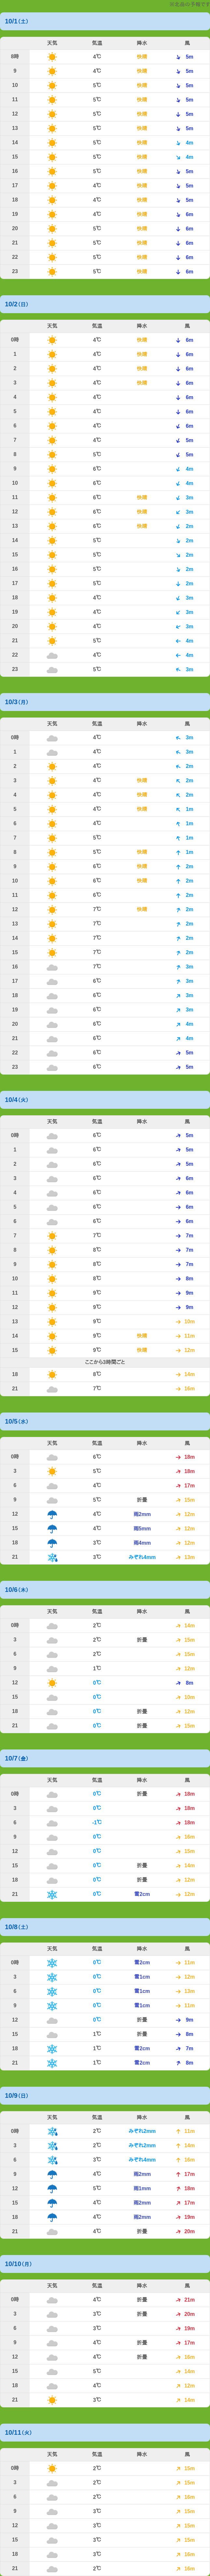 10/1(土)
天気 気温 降水 風
8時 4℃ 快晴 5m
9 4℃ 快晴 5m
10 5℃ 快晴 5m
11 5℃ 快晴 5m
12 5℃ 快晴 5m
13 5℃ 快晴 5m
14 5℃ 快晴 4m
15 5℃ 快晴 4m
16 5℃ 快晴 5m
17 4℃ 快晴 5m
18 4℃ 快晴 5m
19 4℃ 快晴 6m
20 5℃ 快晴 6m
21 5℃ 快晴 6m
22 5℃ 快晴 6m
23 5℃ 快晴 6m
10/2(日)
天気 気温 降水 風
0時 4℃ 快晴 6m
1 4℃ 快晴 6m
2 4℃ 快晴 6m
3 4℃ 快晴 6m
4 4℃ 6m
5 4℃ 6m
6 4℃ 6m
7 4℃ 5m
8 5℃ 5m
9 6℃ 4m
10 6℃ 4m
11 6℃ 快晴 3m
12 6℃ 快晴 3m
13 6℃ 快晴 2m
14 5℃ 2m
15 5℃ 2m
16 5℃ 2m
17 5℃ 2m
18 4℃ 3m
19 4℃ 3m
20 4℃ 3m
21 5℃ 4m
22 4℃ 4m
23 5℃ 3m
10/3(月)
天気 気温 降水 風
0時 4℃ 3m
1 4℃ 3m
2 4℃ 2m
3 4℃ 快晴 2m
4 4℃ 快晴 2m
5 4℃ 快晴 1m
6 4℃ 1m
7 5℃ 1m
8 5℃ 快晴 1m
9 6℃ 快晴 2m
10 6℃ 快晴 2m
11 6℃ 2m
12 7℃ 快晴 2m
13 7℃ 2m
14 7℃ 2m
15 7℃ 2m
16 7℃ 3m
17 6℃ 3m
18 6℃ 3m
19 6℃ 3m
20 6℃ 4m
21 6℃ 4m
22 6℃ 5m
23 6℃ 5m
10/4(火)
天気 気温 降水 風
0時 6℃ 5m
1 6℃ 5m
2 6℃ 5m
3 6℃ 6m
4 6℃ 6m
5 6℃ 6m
6 6℃ 6m
7 7℃ 7m
8 8℃ 7m
9 8℃ 7m
10 8℃ 8m
11 9℃ 9m
12 9℃ 9m
13 9℃ 10m
14 9℃ 快晴 11m
15 9℃ 快晴 12m
ここから3時間ごと
18 8℃ 14m
21 7℃ 16m
10/5(水)
天気 気温 降水 風
0時 6℃ 18m
3 5℃ 18m
6 4℃ 17m
9 5℃ 折畳 15m
12 4℃ 雨2mm 12m
15 4℃ 雨5mm 12m
18 3℃ 雨4mm 12m
21 3℃ みぞれ4mm 13m
10/6(木)
天気 気温 降水 風
0時 2℃ 14m
3 2℃ 折畳 15m
6 2℃ 15m
9 1℃ 12m
12 0℃ 8m
15 0℃ 10m
18 0℃ 折畳 12m
21 0℃ 折畳 15m
10/7(金)
天気 気温 降水 風
0時 0℃ 折畳 18m
3 0℃ 18m
6 -1℃ 18m
9 0℃ 16m
12 0℃ 15m
15 0℃ 折畳 14m
18 0℃ 折畳 12m
21 0℃ 雪2cm 12m
10/8(土)
天気 気温 降水 風
0時 0℃ 雪2cm 11m
3 0℃ 雪1cm 12m
6 0℃ 雪1cm 13m
9 0℃ 雪1cm 11m
12 0℃ 折畳 9m
15 1℃ 折畳 8m
18 1℃ 雪2cm 7m
21 1℃ 雪2cm 8m
10/9(日)
天気 気温 降水 風
0時 2℃ みぞれ2mm 11m
3 2℃ みぞれ2mm 14m
6 3℃ みぞれ4mm 16m
9 4℃ 雨2mm 17m
12 5℃ 雨1mm 18m
15 4℃ 雨2mm 17m
18 4℃ 雨2mm 19m
21 4℃ 折畳 20m
10/10(月)
天気 気温 降水 風
0時 4℃ 折畳 21m
3 3℃ 折畳 20m
6 3℃ 19m
9 4℃ 折畳 17m
12 4℃ 折畳 16m
15 5℃ 14m
18 4℃ 12m
21 3℃ 14m
10/11(火)
天気 気温 降水 風
0時 2℃ 15m
3 2℃ 15m
6 2℃ 16m
9 3℃ 15m
12 3℃ 15m
15 3℃ 15m
18 3℃ 16m
21 2℃ 16m